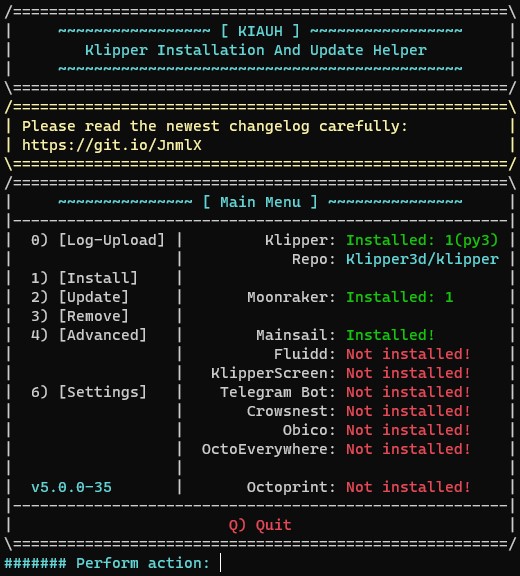 /=======================================================\
|     ~~~~~~~~~~~~~~~~~ [ KIAUH ] ~~~~~~~~~~~~~~~~~     |
|        Klipper Installation And Update Helper         |
|     ~~~~~~~~~~~~~~~~~~~~~~~~~~~~~~~~~~~~~~~~~~~~~     |
\=======================================================/
/=======================================================\
| Please read the newest changelog carefully:           |
| https://git.io/JnmlX                                  |
\=======================================================/
/=======================================================\
|     ~~~~~~~~~~~~~~~ [ Main Menu ] ~~~~~~~~~~~~~~~     |
|-------------------------------------------------------|
|  0) [Log-Upload] |         Klipper: Installed: 1(py3) |
|                  |            Repo: Klipper3d/klipper |
|  1) [Install]    |                                    |
|  2) [Update]     |       Moonraker: Installed: 1      |
|  3) [Remove]     |                                    |
|  4) [Advanced]   |        Mainsail: Installed!        |
|                  |          Fluidd: Not installed!    |
|                  |   KlipperScreen: Not installed!    |
|  6) [Settings]   |    Telegram Bot: Not installed!    |
|                  |       Crowsnest: Not installed!    |
|                  |           Obico: Not installed!    |
|                  |  OctoEverywhere: Not installed!    |
|                  |                                    |
|  v5.0.0-35       |       Octoprint: Not installed!    |
|-------------------------------------------------------|
|                        Q) Quit                        |
\=======================================================/
####### Perform action: